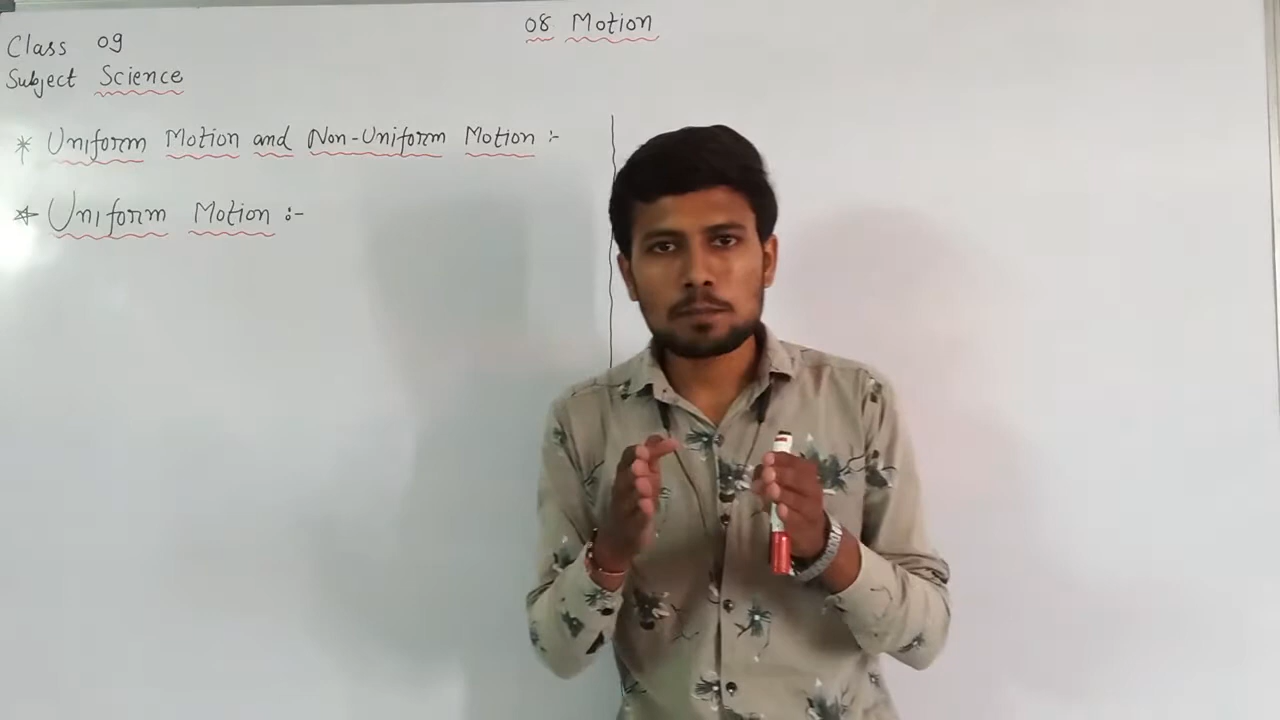 08 Motion
Class 09
Subject Science
* Uniform Motion and Non-Uniform Motion :-
* Uniform Motion :-